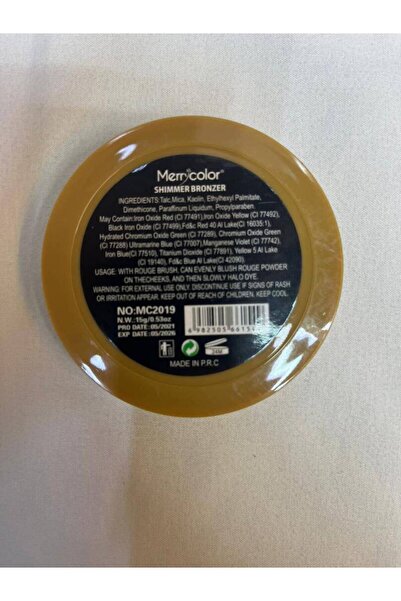 Merrycolor®
SHIMMER BRONZER
INGREDIENTS:Talc,Mica, Kaolin, Ethylhexyl Palmitate,
Dimethicone, Paraffinum Liquidum, Propylparaben.
May Contain:Iron Oxide Red (CI 77491),Iron Oxide Yellow (CI 77492),
Black Iron Oxide (CI 77499),Fd&c Red 40 Al Lake(CI 16035:1),
Hydrated Chromium Oxide Green (CI 77289), Chromium Oxide Green
(CI 77288) Ultramarine Blue (CI 77007),Manganese Violet (CI 77742),
Iron Blue(CI 77510), Titanium Dioxide (CI 77891), Yellow 5 Al Lake
(CI 19140), Fd&c Blue Al Lake(CI 42090).
USAGE: WITH ROUGE BRUSH, CAN EVENLY BLUSH ROUGE POWDER
ON THECHEEKS, AND THEN SLOWLY HALO DYE.
WARNING: FOR EXTERNAL USE ONLY DISCONTINUE USE IF SIGNS OF RASH
OR IRRITATION APPEAR. KEEP OUT OF REACH OF CHILDREN. KEEP COOL.
NO:MC2019
N.W. 15g/0.53oz
PRO DATE: 05/2021
EXP DATE: 05/2026
24M
MADE IN P.R.C